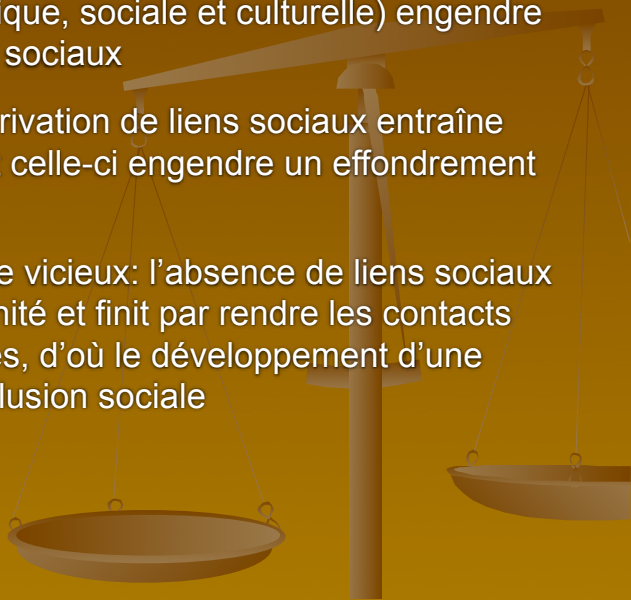 ique, sociale et culturelle) engendre
sociaux
rivation de liens sociaux entraîne
celle-ci engendre un effondrement
e vicieux: l’absence de liens sociaux
nité et finit par rendre les contacts
es, d’où le développement d’une
lusion sociale